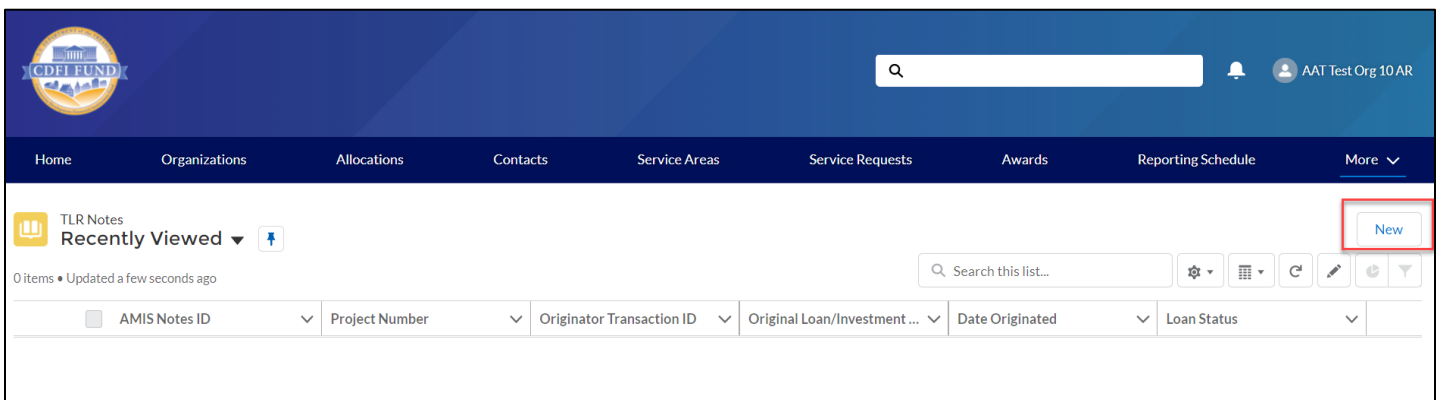 CDFI FUND
AAT Test Org 10 AR
Home Organizations Allocations Contacts Service Areas Service Requests Awards Reporting Schedule More
TLR Notes
Recently Viewed
New
0 items • Updated a few seconds ago
Search this list...
AMIS Notes ID Project Number Originator Transaction ID Original Loan/Investment ... Date Originated Loan Status